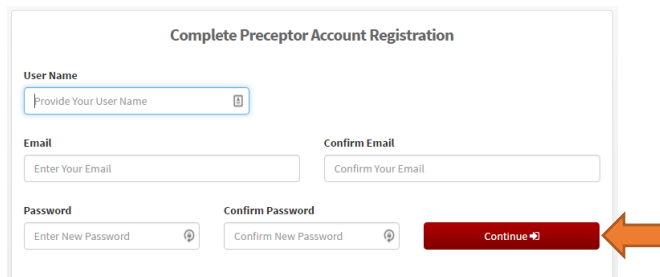 Complete Preceptor Account Registration
User Name
Provide Your User Name
Email Confirm Email
Enter Your Email Confirm Your Email
Password Confirm Password
Enter New Password Confirm New Password Continue